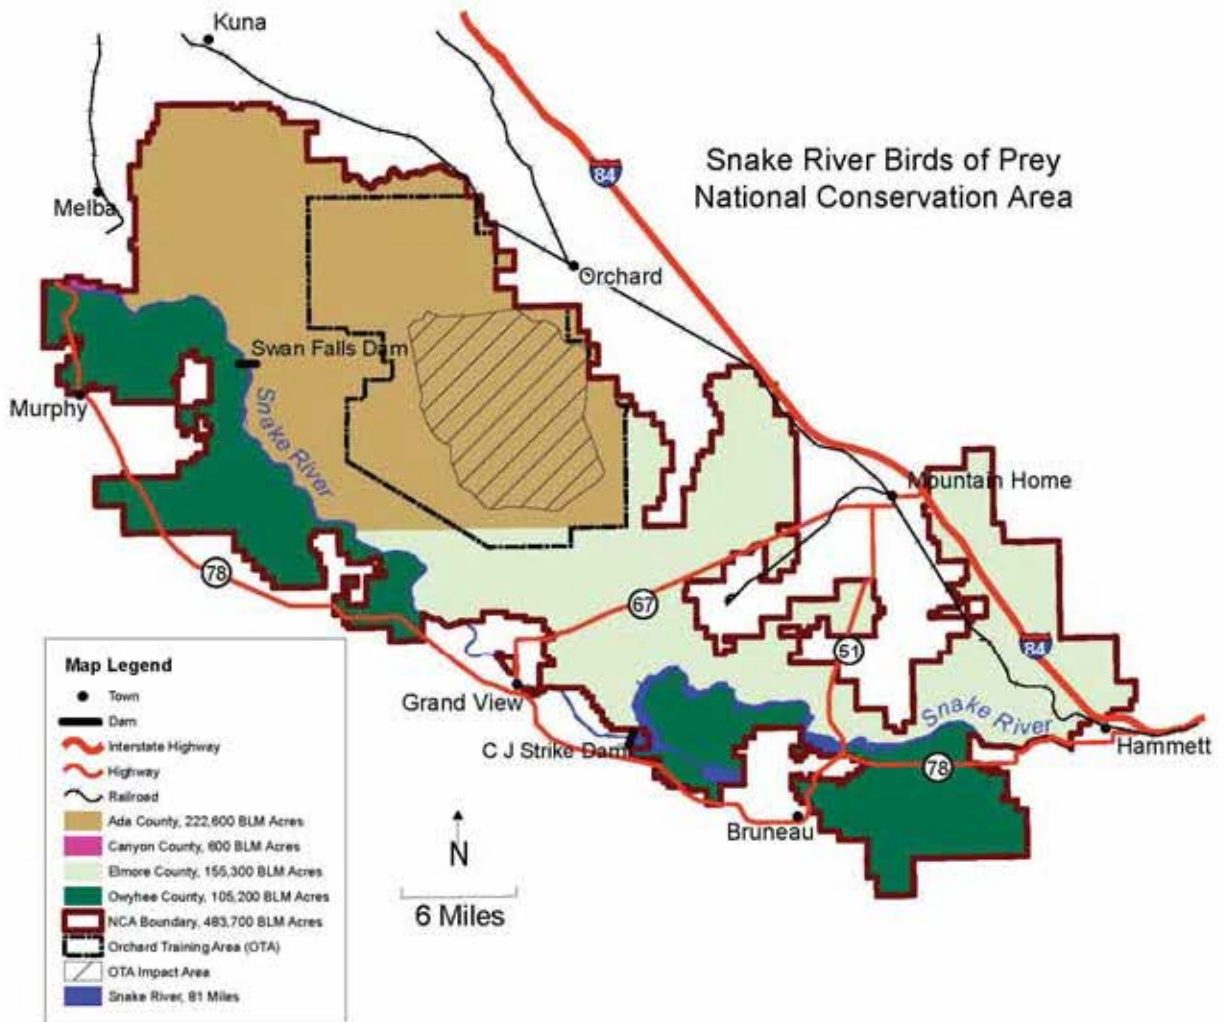 Kuna
Snake River Birds of Prey
National Conservation Area
84
Melba
Orchard
Swan Falls Dam
Murphy
Snake River
Mountain Home
78
67
51
84
Grand View
Snake River
C J Strike Dam
Hammett
78
Bruneau
N
6 Miles
Map Legend
Town
Dam
Interstate Highway
Highway
Railroad
Ada County, 222,600 BLM Acres
Canyon County, 600 BLM Acres
Elmore County, 155,300 BLM Acres
Owyhee County, 105,200 BLM Acres
NCA Boundary, 483,700 BLM Acres
Orchard Training Area (OTA)
OTA Impact Area
Snake River, 81 Miles